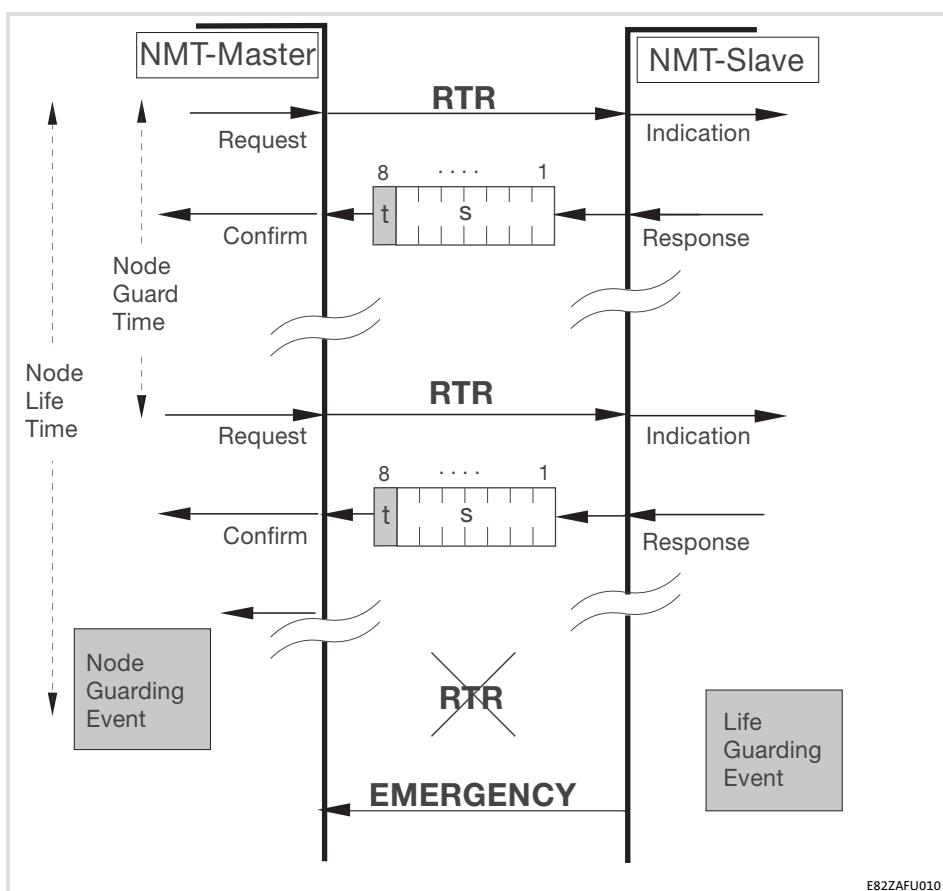 NMT-Master
NMT-Slave
RTR
Request
Indication
8 . . . . 1
t s
Confirm
Response
Node
Guard
Time
Node
Life
Time
RTR
Request
Indication
8 . . . . 1
t s
Confirm
Response
Node
Guarding
Event
RTR
Life
Guarding
Event
EMERGENCY
E82ZAFU010